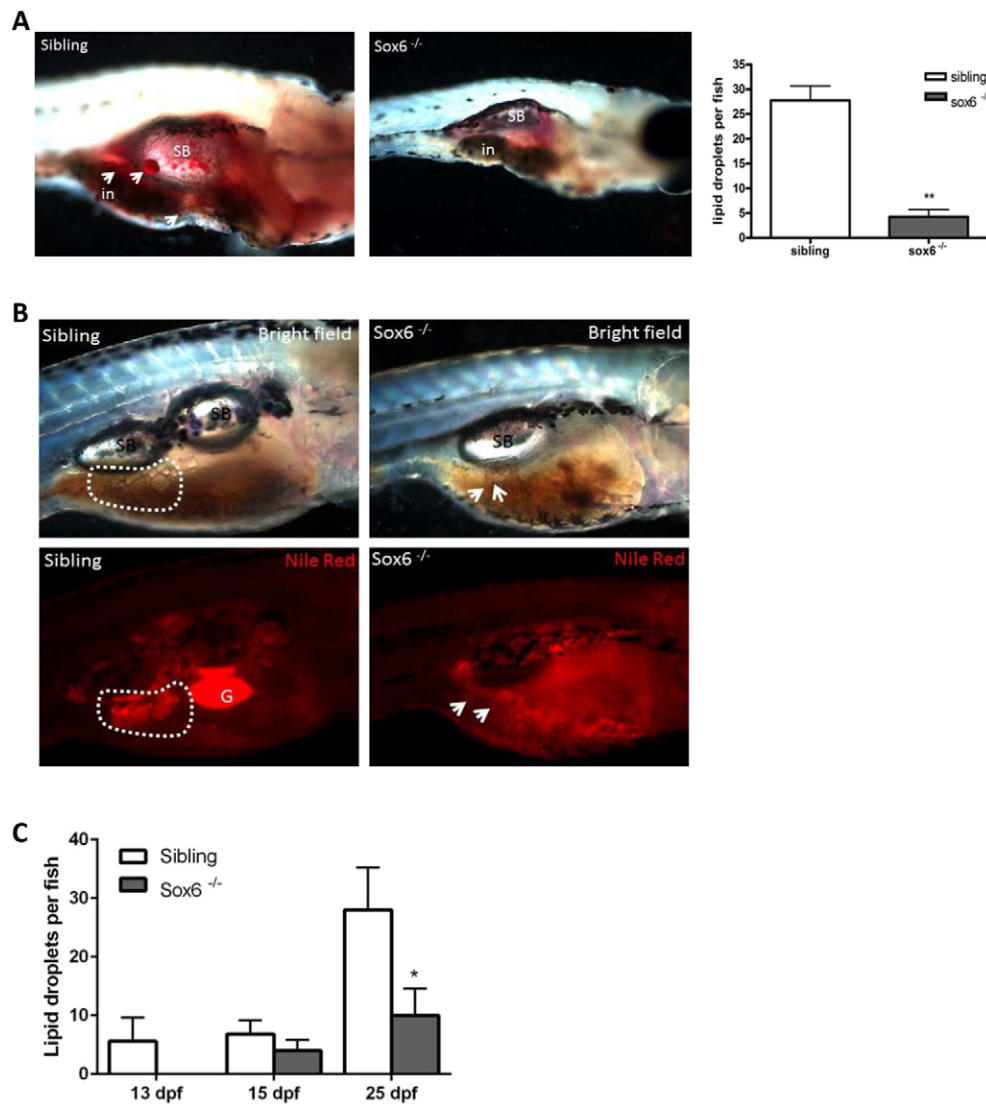 A
Sibling
SB
in
Sox6 -/-
SB
in
35
30
25
20
15
10
5
0
lipid droplets per fish
sibling
sox6 -/-
**
sibling
sox6 -/-
B
Sibling
Bright field
SB
SB
Sox6 -/-
Bright field
SB
Sibling
Nile Red
G
Sox6 -/-
Nile Red
C
Lipid droplets per fish
40
30
20
10
0
Sibling
Sox6 -/-
*
13 dpf
15 dpf
25 dpf